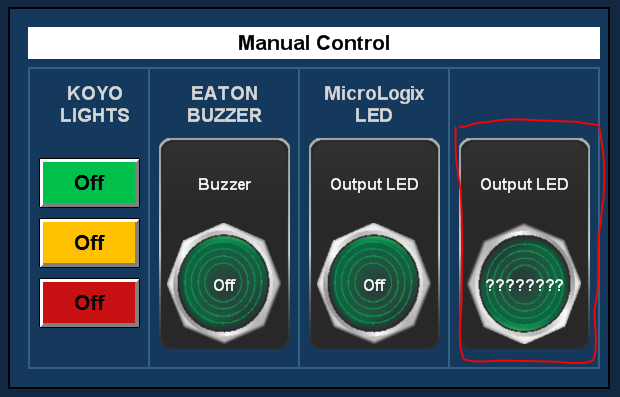 Manual Control
KOYO
LIGHTS
Off
Off
Off
EATON
BUZZER
Buzzer
Off
MicroLogix
LED
Output LED
Off
Output LED
????????